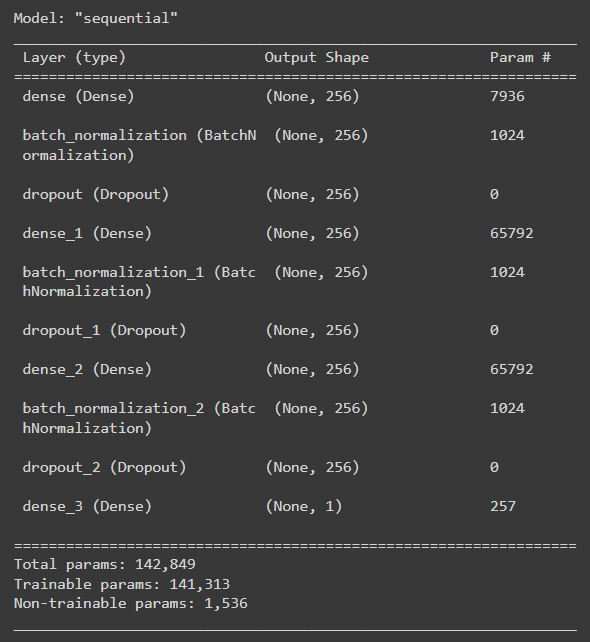 Model: "sequential"
_________________________________________________________________
Layer (type) Output Shape Param #
=================================================================
dense (Dense) (None, 256) 7936
batch_normalization (BatchN (None, 256) 1024
ormalization)
dropout (Dropout) (None, 256) 0
dense_1 (Dense) (None, 256) 65792
batch_normalization_1 (Batc (None, 256) 1024
hNormalization)
dropout_1 (Dropout) (None, 256) 0
dense_2 (Dense) (None, 256) 65792
batch_normalization_2 (Batc (None, 256) 1024
hNormalization)
dropout_2 (Dropout) (None, 256) 0
dense_3 (Dense) (None, 1) 257
=================================================================
Total params: 142,849
Trainable params: 141,313
Non-trainable params: 1,536
_________________________________________________________________